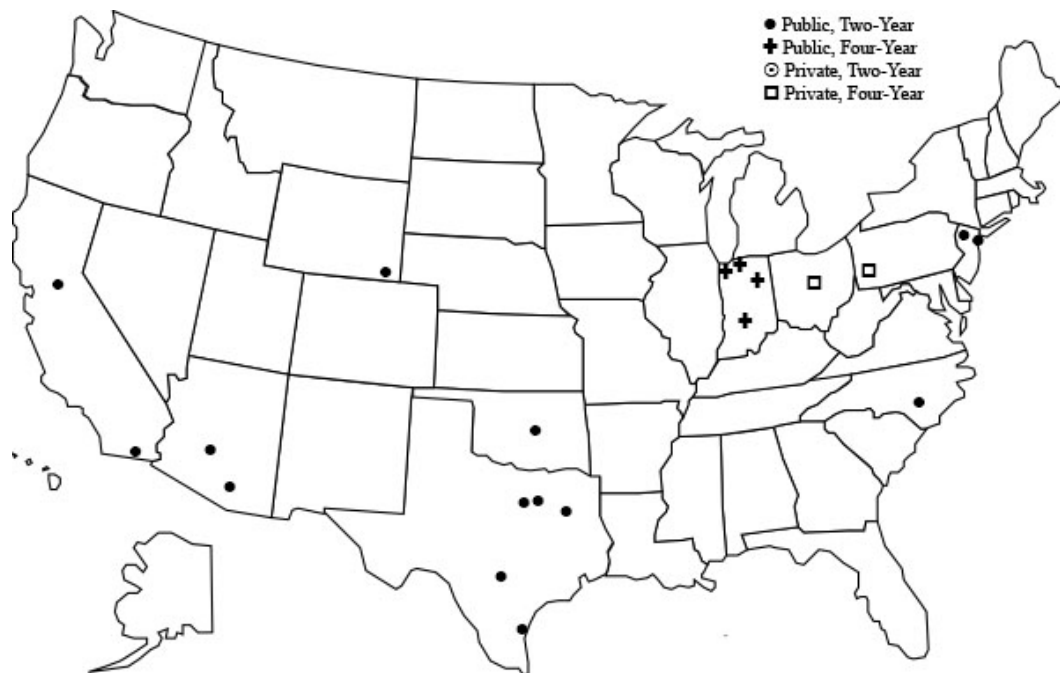 Public, Two-Year
Public, Four-Year
Private, Two-Year
Private, Four-Year